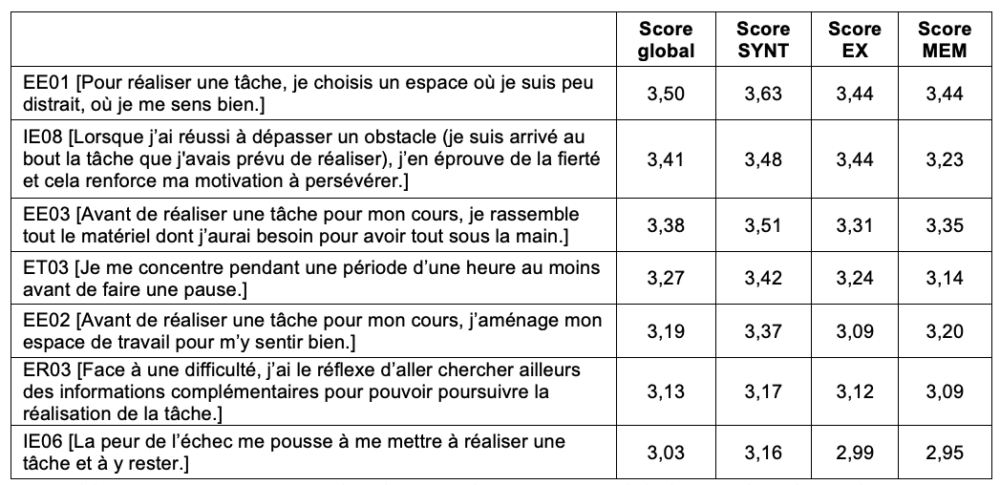 Score global Score SYNT Score EX Score MEM
EE01 [Pour réaliser une tâche, je choisis un espace où je suis peu
distrait, où je me sens bien.] 3,50 3,63 3,44 3,44
IE08 [Lorsque j’ai réussi à dépasser un obstacle (je suis arrivé au
bout la tâche que j'avais prévu de réaliser), j’en éprouve de la fierté
et cela renforce ma motivation à persévérer.] 3,41 3,48 3,44 3,23
EE03 [Avant de réaliser une tâche pour mon cours, je rassemble
tout le matériel dont j’aurai besoin pour avoir tout sous la main.] 3,38 3,51 3,31 3,35
ET03 [Je me concentre pendant une période d’une heure au moins
avant de faire une pause.] 3,27 3,42 3,24 3,14
EE02 [Avant de réaliser une tâche pour mon cours, j’aménage mon
espace de travail pour m’y sentir bien.] 3,19 3,37 3,09 3,20
ER03 [Face à une difficulté, j’ai le réflexe d’aller chercher ailleurs
des informations complémentaires pour pouvoir poursuivre la
réalisation de la tâche.] 3,13 3,17 3,12 3,09
IE06 [La peur de l’échec me pousse à me mettre à réaliser une
tâche et à y rester.] 3,03 3,16 2,99 2,95